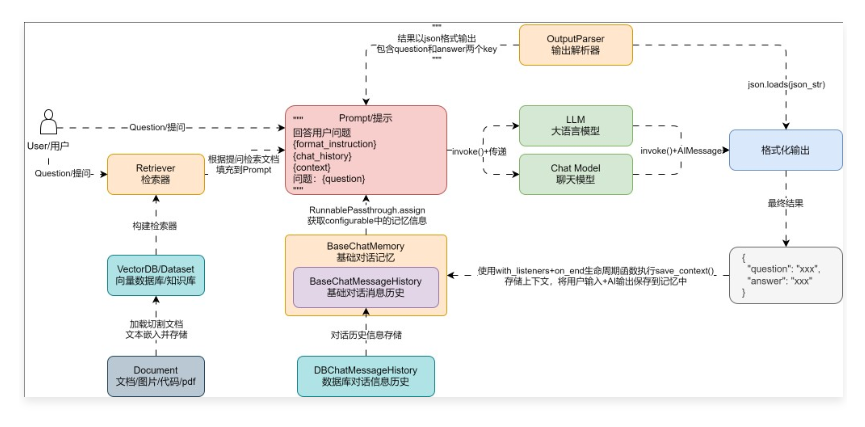 """
结果以json格式输出
包含question和answer两个key
"""
OutputParser
输出解析器
json.loads(json_str)
User/用户
Question/提问
Question/提问
Retriever
检索器
根据提问检索文档
填充到Prompt
"""
Prompt/提示
回答用户问题
{format_instruction}
{chat_history}
{context}
问题：{question}
"""
invoke()+传递
LLM
大语言模型
Chat Model
聊天模型
invoke()+AIMessage
格式化输出
构建检索器
RunnablePassthrough.assign
获取configurable中的记忆信息
最终结果
VectorDB/Dataset
向量数据库/知识库
BaseChatMemory
基础对话记忆
BaseChatMessageHistory
基础对话消息历史
使用with_listeners+on_end生命周期函数执行save_context()
存储上下文，将用户输入+AI输出保存到记忆中
{
"question": "xxx",
"answer": "xxx"
}
加载切割文档
文本嵌入并存储
对话历史信息存储
Document
文档/图片/代码/pdf
DBChatMessageHistory
数据库对话信息历史